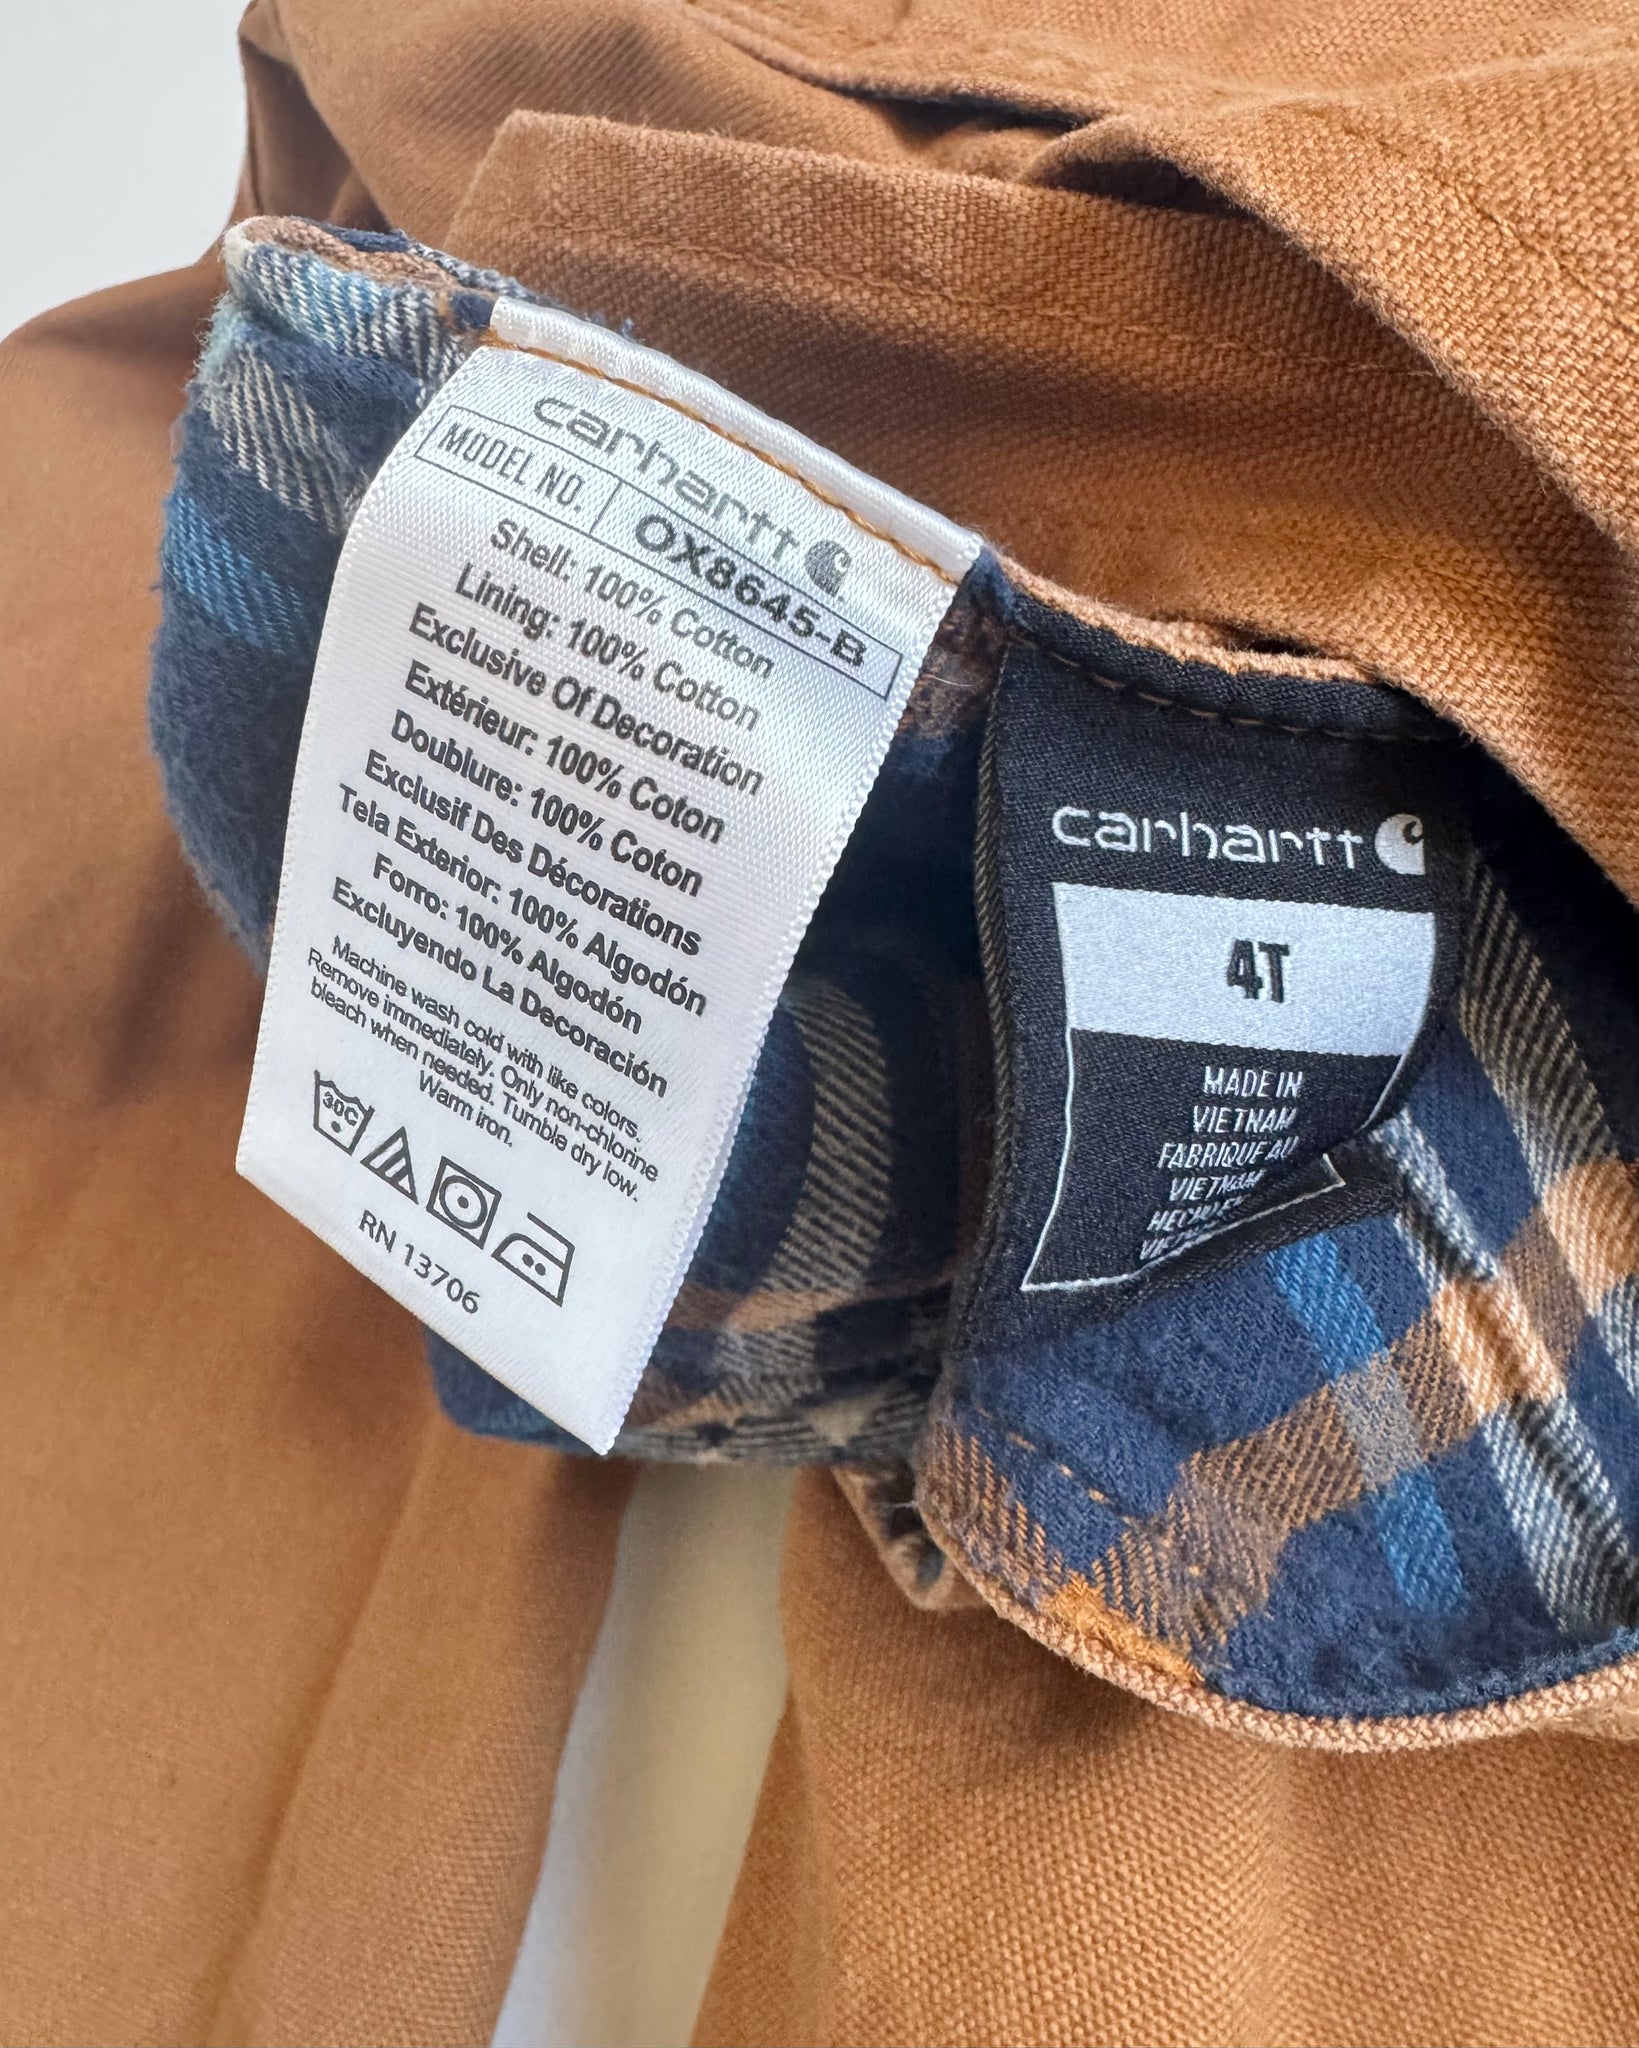 carhartt
MODEL NO. OX8645-B
Shell: 100% Cotton
Lining: 100% Cotton
Exclusive Of Decoration
Extérieur: 100% Coton
Doublure: 100% Coton
Exclusif Des Décorations
Tela Exterior: 100% Algodón
Forro: 100% Algodón
Excluyendo La Decoración
Machine wash cold with like colors.
Remove immediately. Only non-chlorine
bleach when needed. Tumble dry low.
Warm iron.
30C
RN 13706
carhartt
4T
MADE IN
VIETNAM
FABRIQUE AU
VIETNAM
HECHO